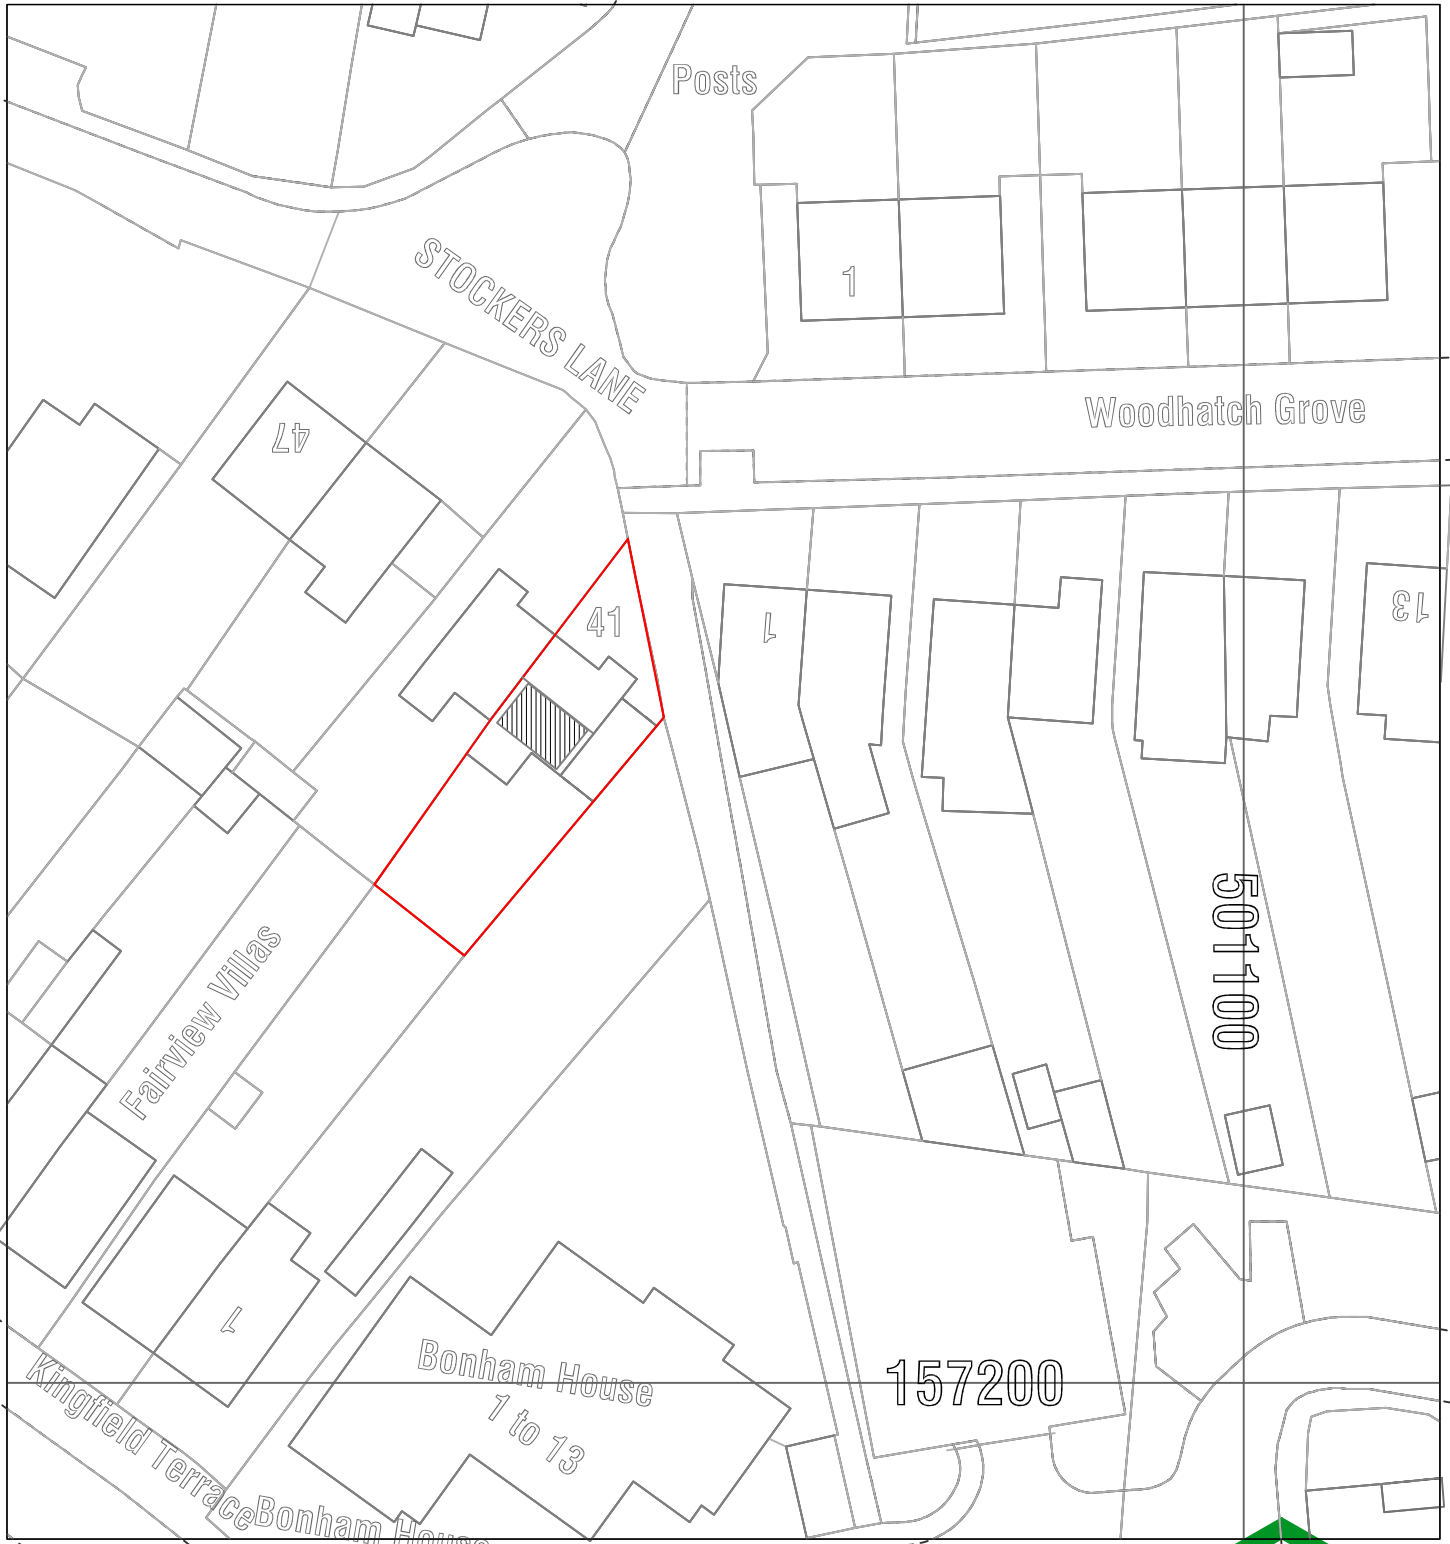 Posts
STOCKERS LANE
1
Woodhatch Grove
47
41
1
13
501100
Fairview Villas
1
Bonham House
1 to 13
157200
Kingfield Terrace
Bonham House